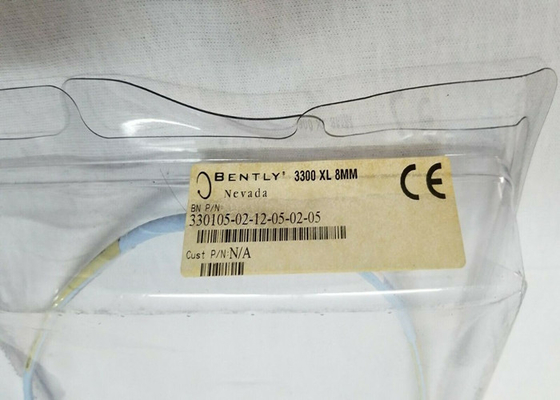 BENTLY 3300 XL 8MM
Nevada
BN P/N:
330105-02-12-05-02-05
Cust P/N:N/A
CE